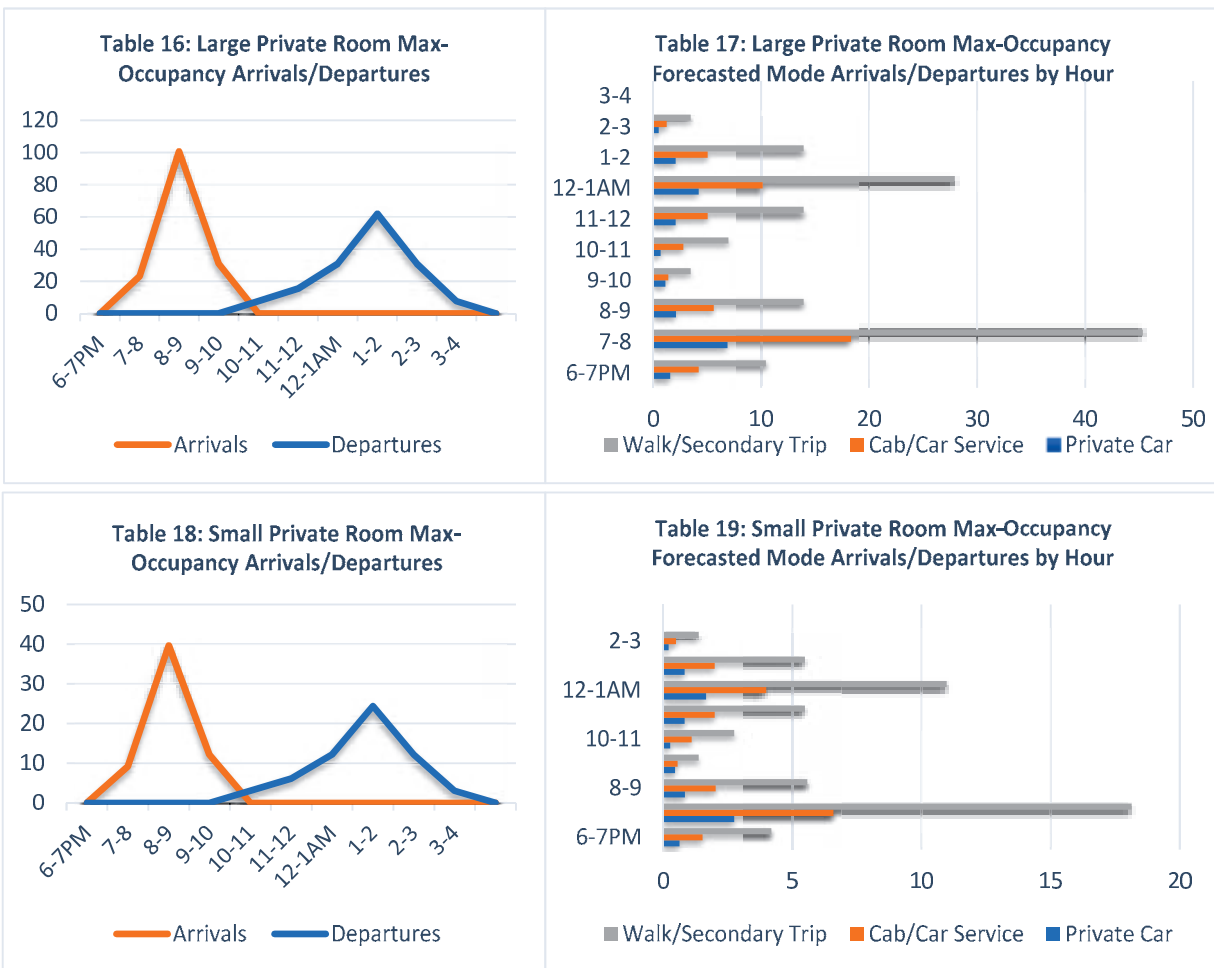 Table 16: Large Private Room Max-
Occupancy Arrivals/Departures
120
100
80
60
40
20
0
6-7PM
7-8
8-9
9-10
10-11
11-12
12-1AM
1-2
2-3
3-4
Arrivals
Departures
Table 17: Large Private Room Max-Occupancy
Forecasted Mode Arrivals/Departures by Hour
3-4
2-3
1-2
12-1AM
11-12
10-11
9-10
8-9
7-8
6-7PM
0 10 20 30 40 50
Walk/Secondary Trip Cab/Car Service Private Car
Table 18: Small Private Room Max-
Occupancy Arrivals/Departures
50
40
30
20
10
0
6-7PM
7-8
8-9
9-10
10-11
11-12
12-1AM
1-2
2-3
3-4
Arrivals
Departures
Table 19: Small Private Room Max-Occupancy
Forecasted Mode Arrivals/Departures by Hour
2-3
12-1AM
10-11
8-9
6-7PM
0 5 10 15 20
Walk/Secondary Trip Cab/Car Service Private Car